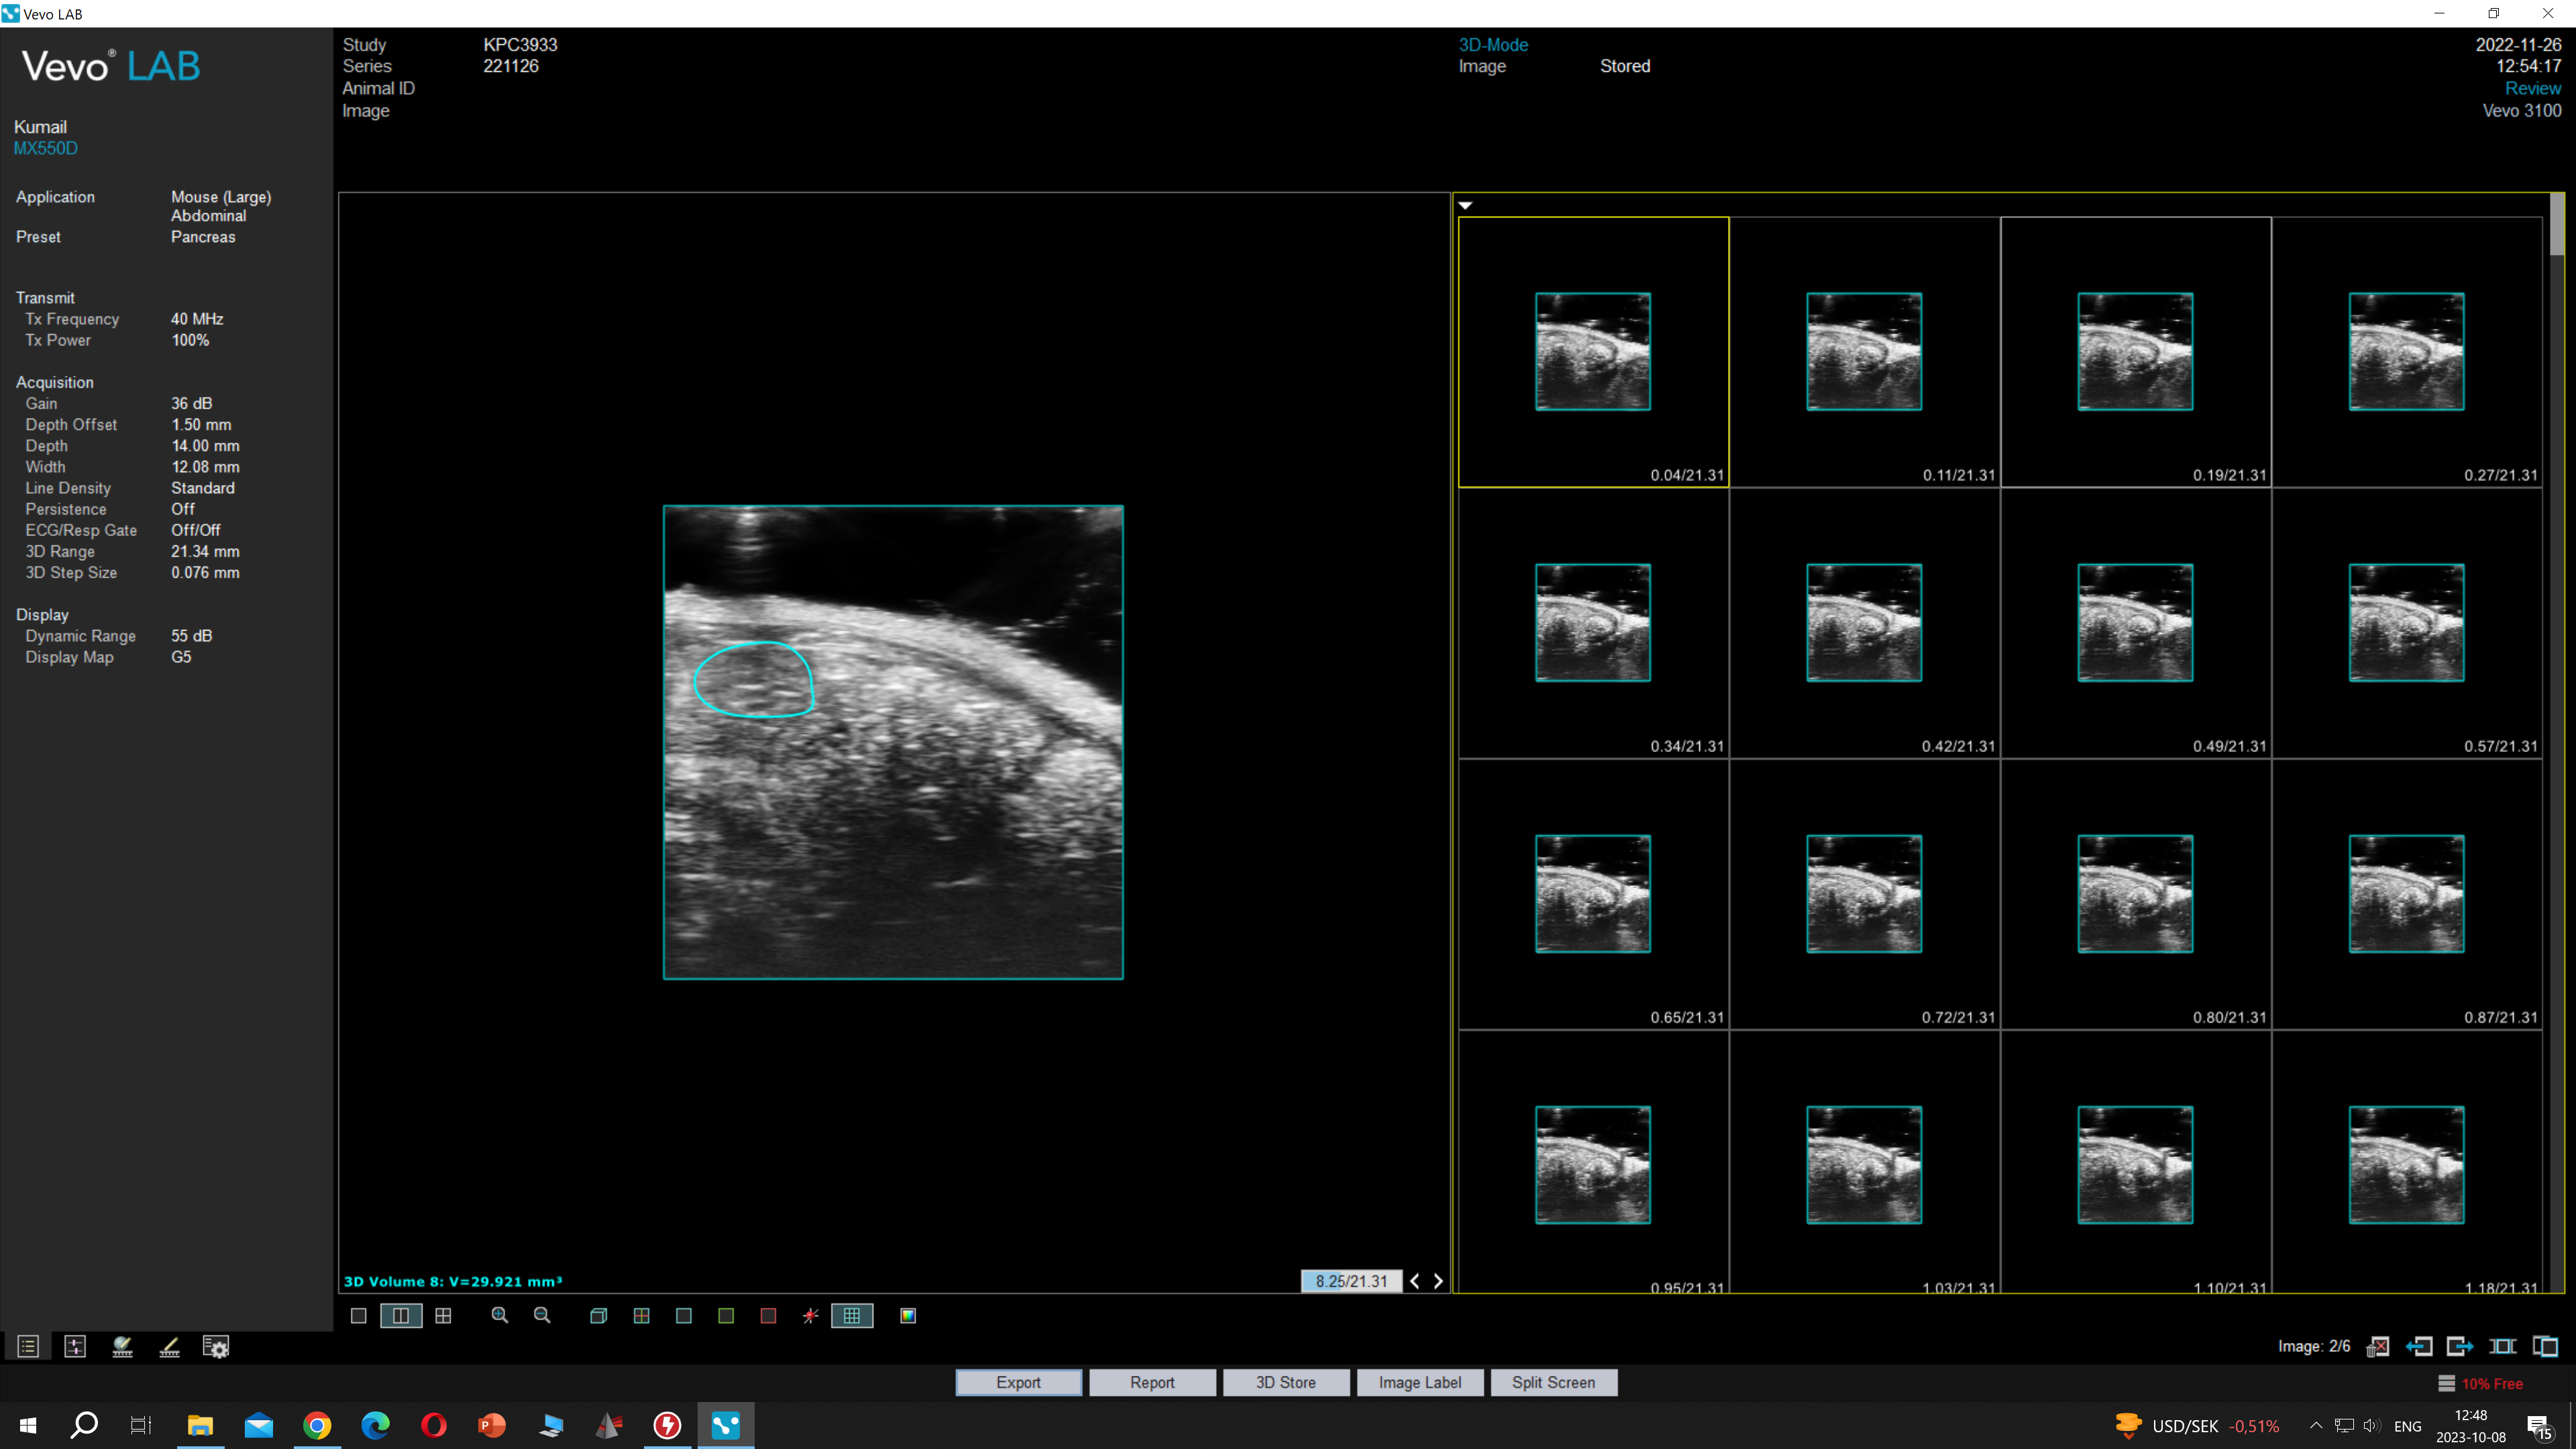 Vevo LAB
Vevo® LAB
Kumail
MX550D
Application Mouse (Large)
Abdominal
Preset Pancreas
Transmit
Tx Frequency 40 MHz
Tx Power 100%
Acquisition
Gain 36 dB
Depth Offset 1.50 mm
Depth 14.00 mm
Width 12.08 mm
Line Density Standard
Persistence Off
ECG/Resp Gate Off/Off
3D Range 21.34 mm
3D Step Size 0.076 mm
Display
Dynamic Range 55 dB
Display Map G5
Study KPC3933
Series 221126
Animal ID
Image
3D-Mode
Image Stored
2022-11-26
12:54:17
Review
Vevo 3100
0.04/21.31 0.11/21.31 0.19/21.31 0.27/21.31
0.34/21.31 0.42/21.31 0.49/21.31 0.57/21.31
0.65/21.31 0.72/21.31 0.80/21.31 0.87/21.31
0.95/21.31 1.03/21.31 1.10/21.31 1.18/21.31
3D Volume 8: V=29.921 mm³
8.25/21.31
Image: 2/6
Export Report 3D Store Image Label Split Screen
10% Free
USD/SEK -0,51%
ENG
12:48
2023-10-08
15